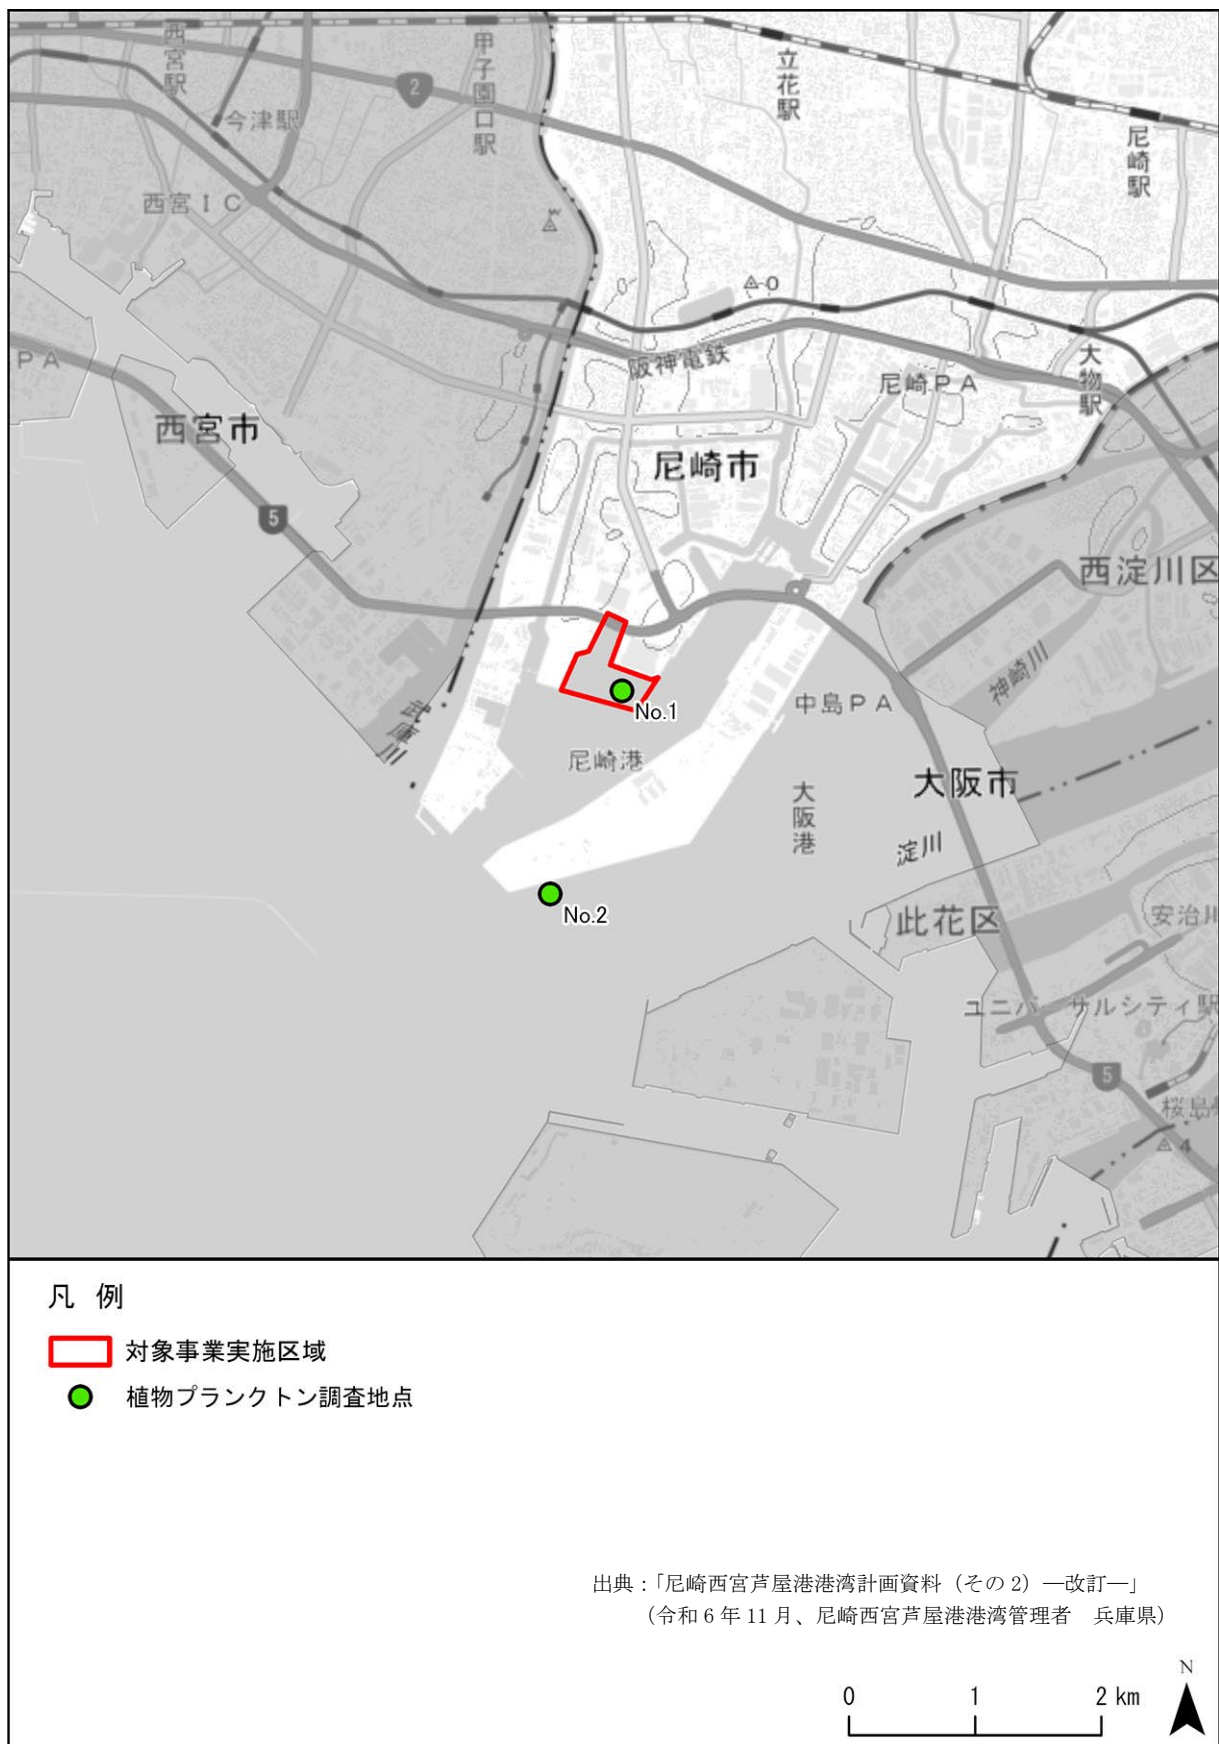 西宮駅
甲子園口駅
立花駅
尼崎駅
2
今津駅
西宮IC
0
阪神電鉄
尼崎PA
大物駅
PA
西宮市
尼崎市
5
西淀川区
神崎川
中島PA
No.1
武庫川
尼崎港
大阪市
大阪港
淀川
No.2
此花区
安治川
ユニバーサルシティ駅
5
桜島
4
凡 例
対象事業実施区域
植物プランクトン調査地点
出典：「尼崎西宮芦屋港港湾計画資料（その2）―改訂―」
（令和6年11月、尼崎西宮芦屋港港湾管理者　兵庫県）
N
0 1 2 km